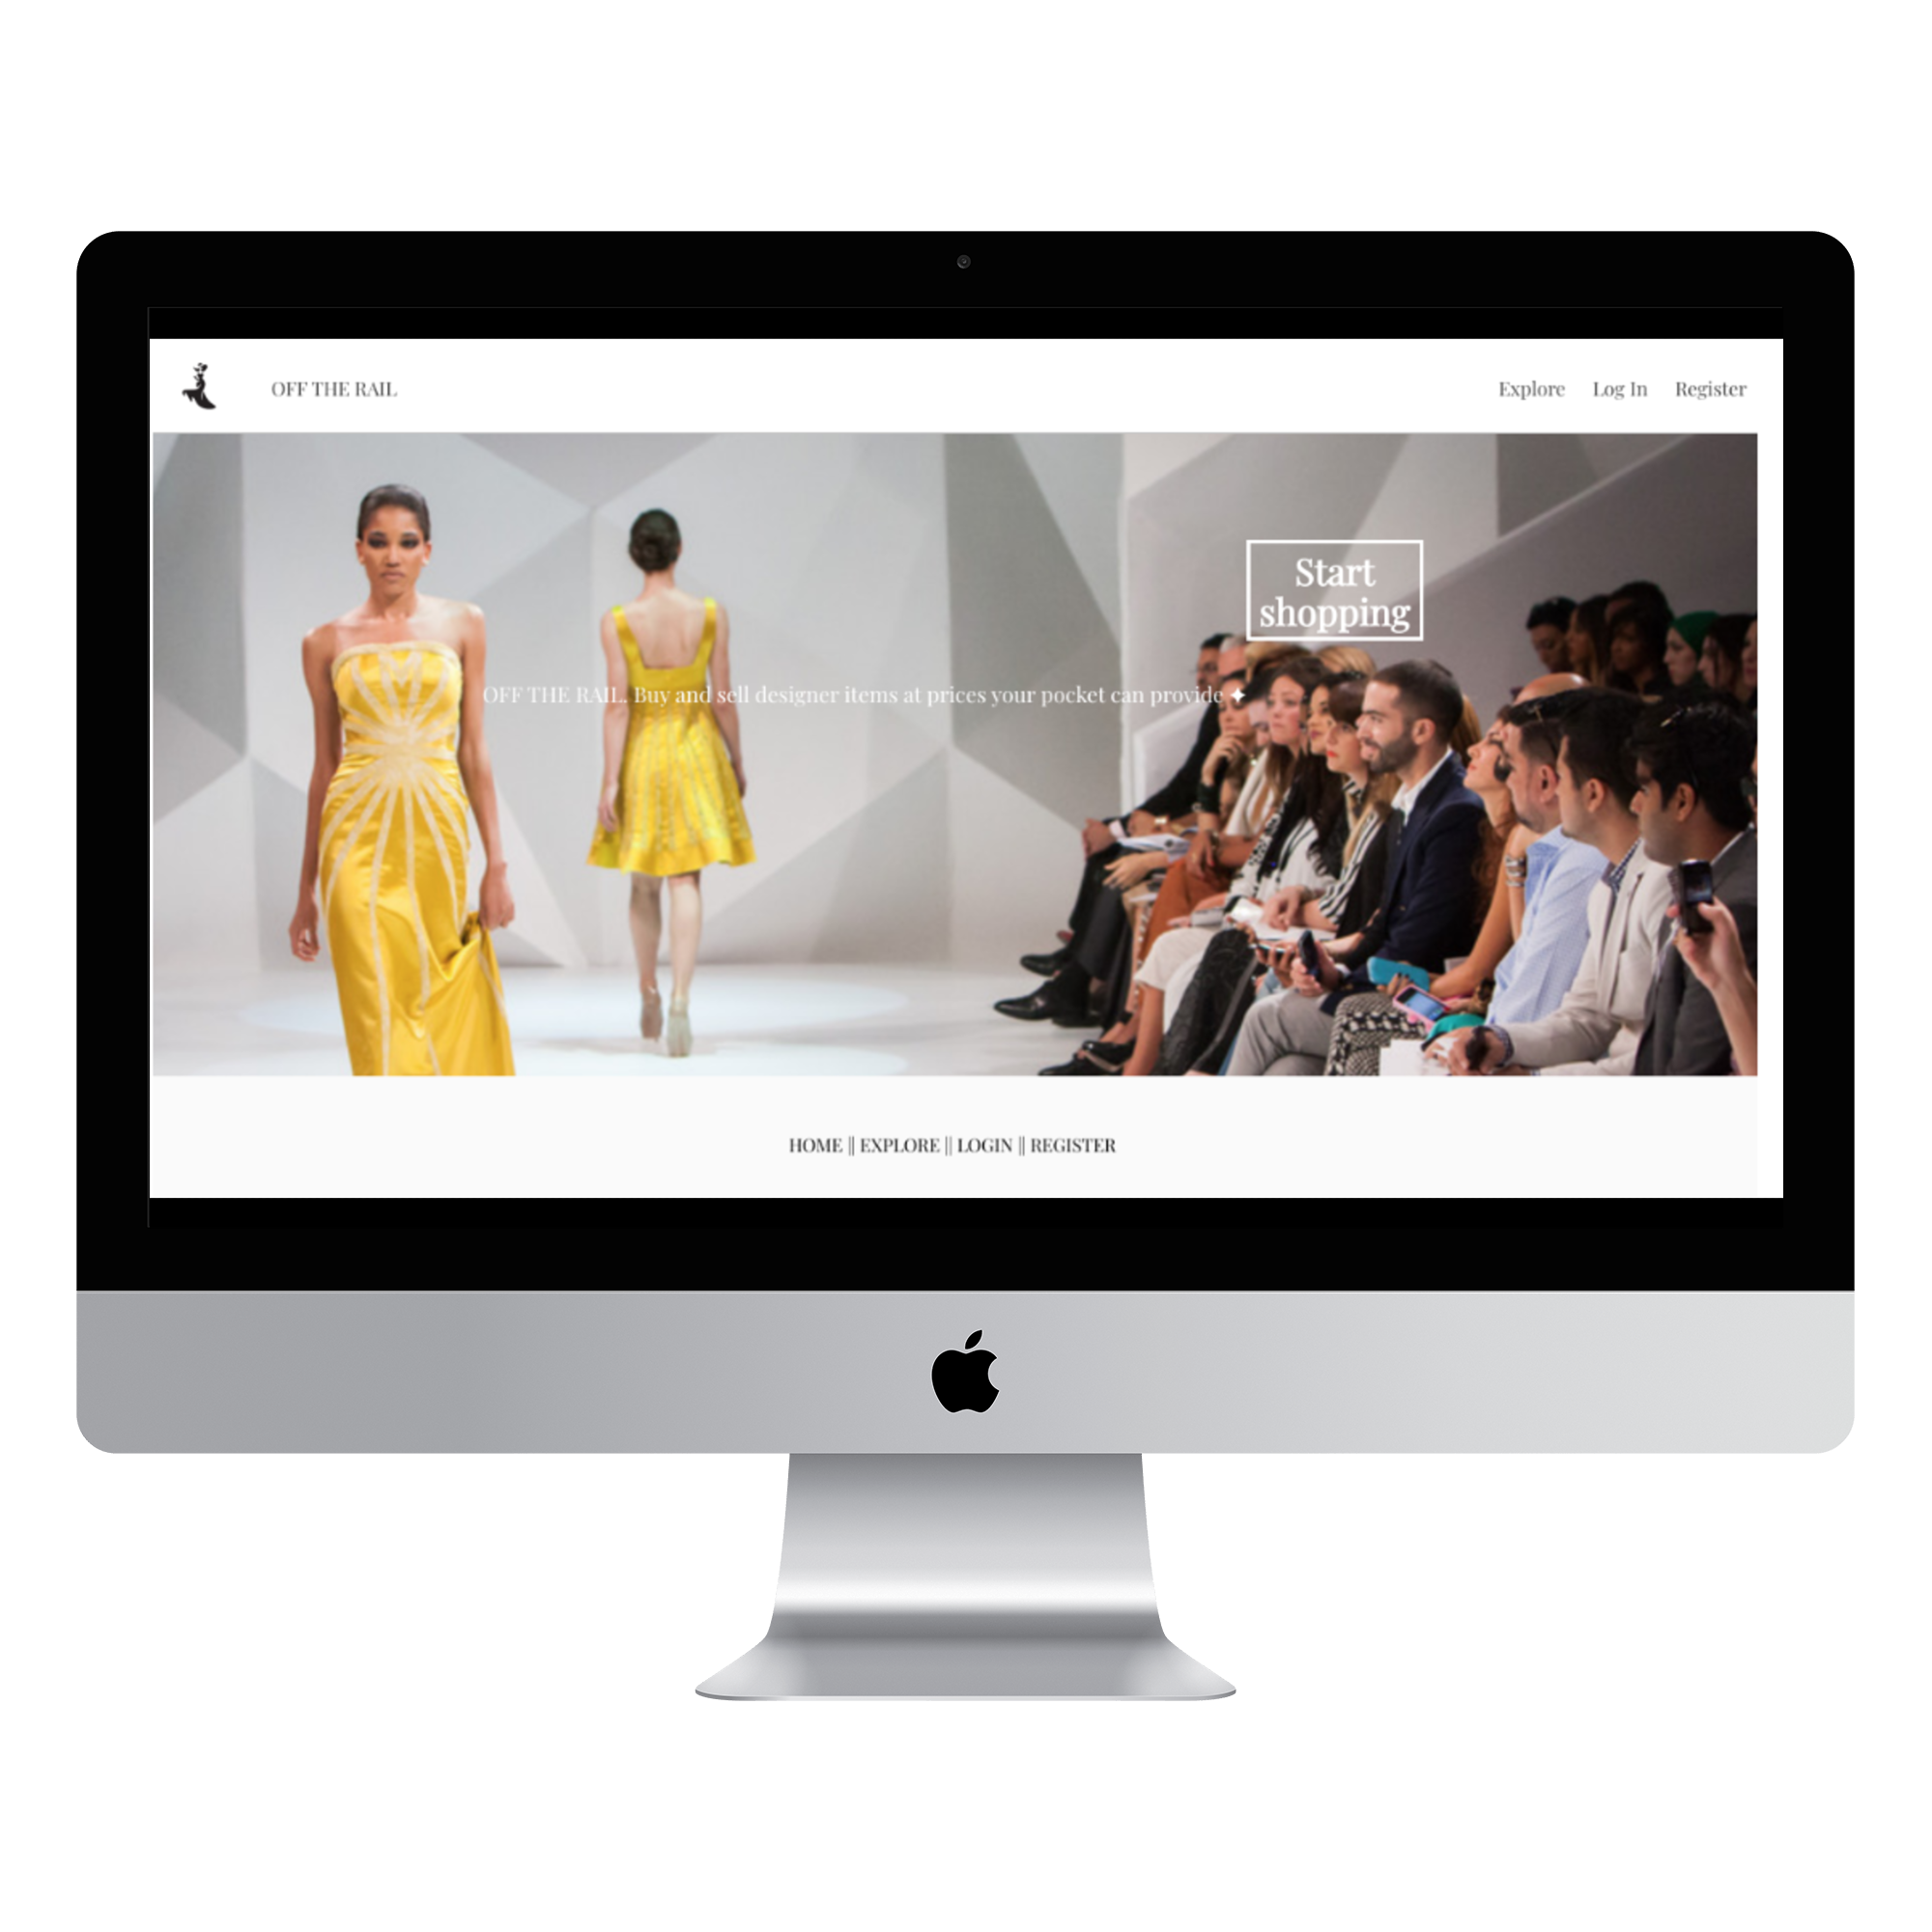 OFF THE RAIL
Explore Log In Register
Start
shopping
OFF THE RAIL. Buy and sell designer items at prices your pocket can provide ✦
HOME || EXPLORE || LOGIN || REGISTER